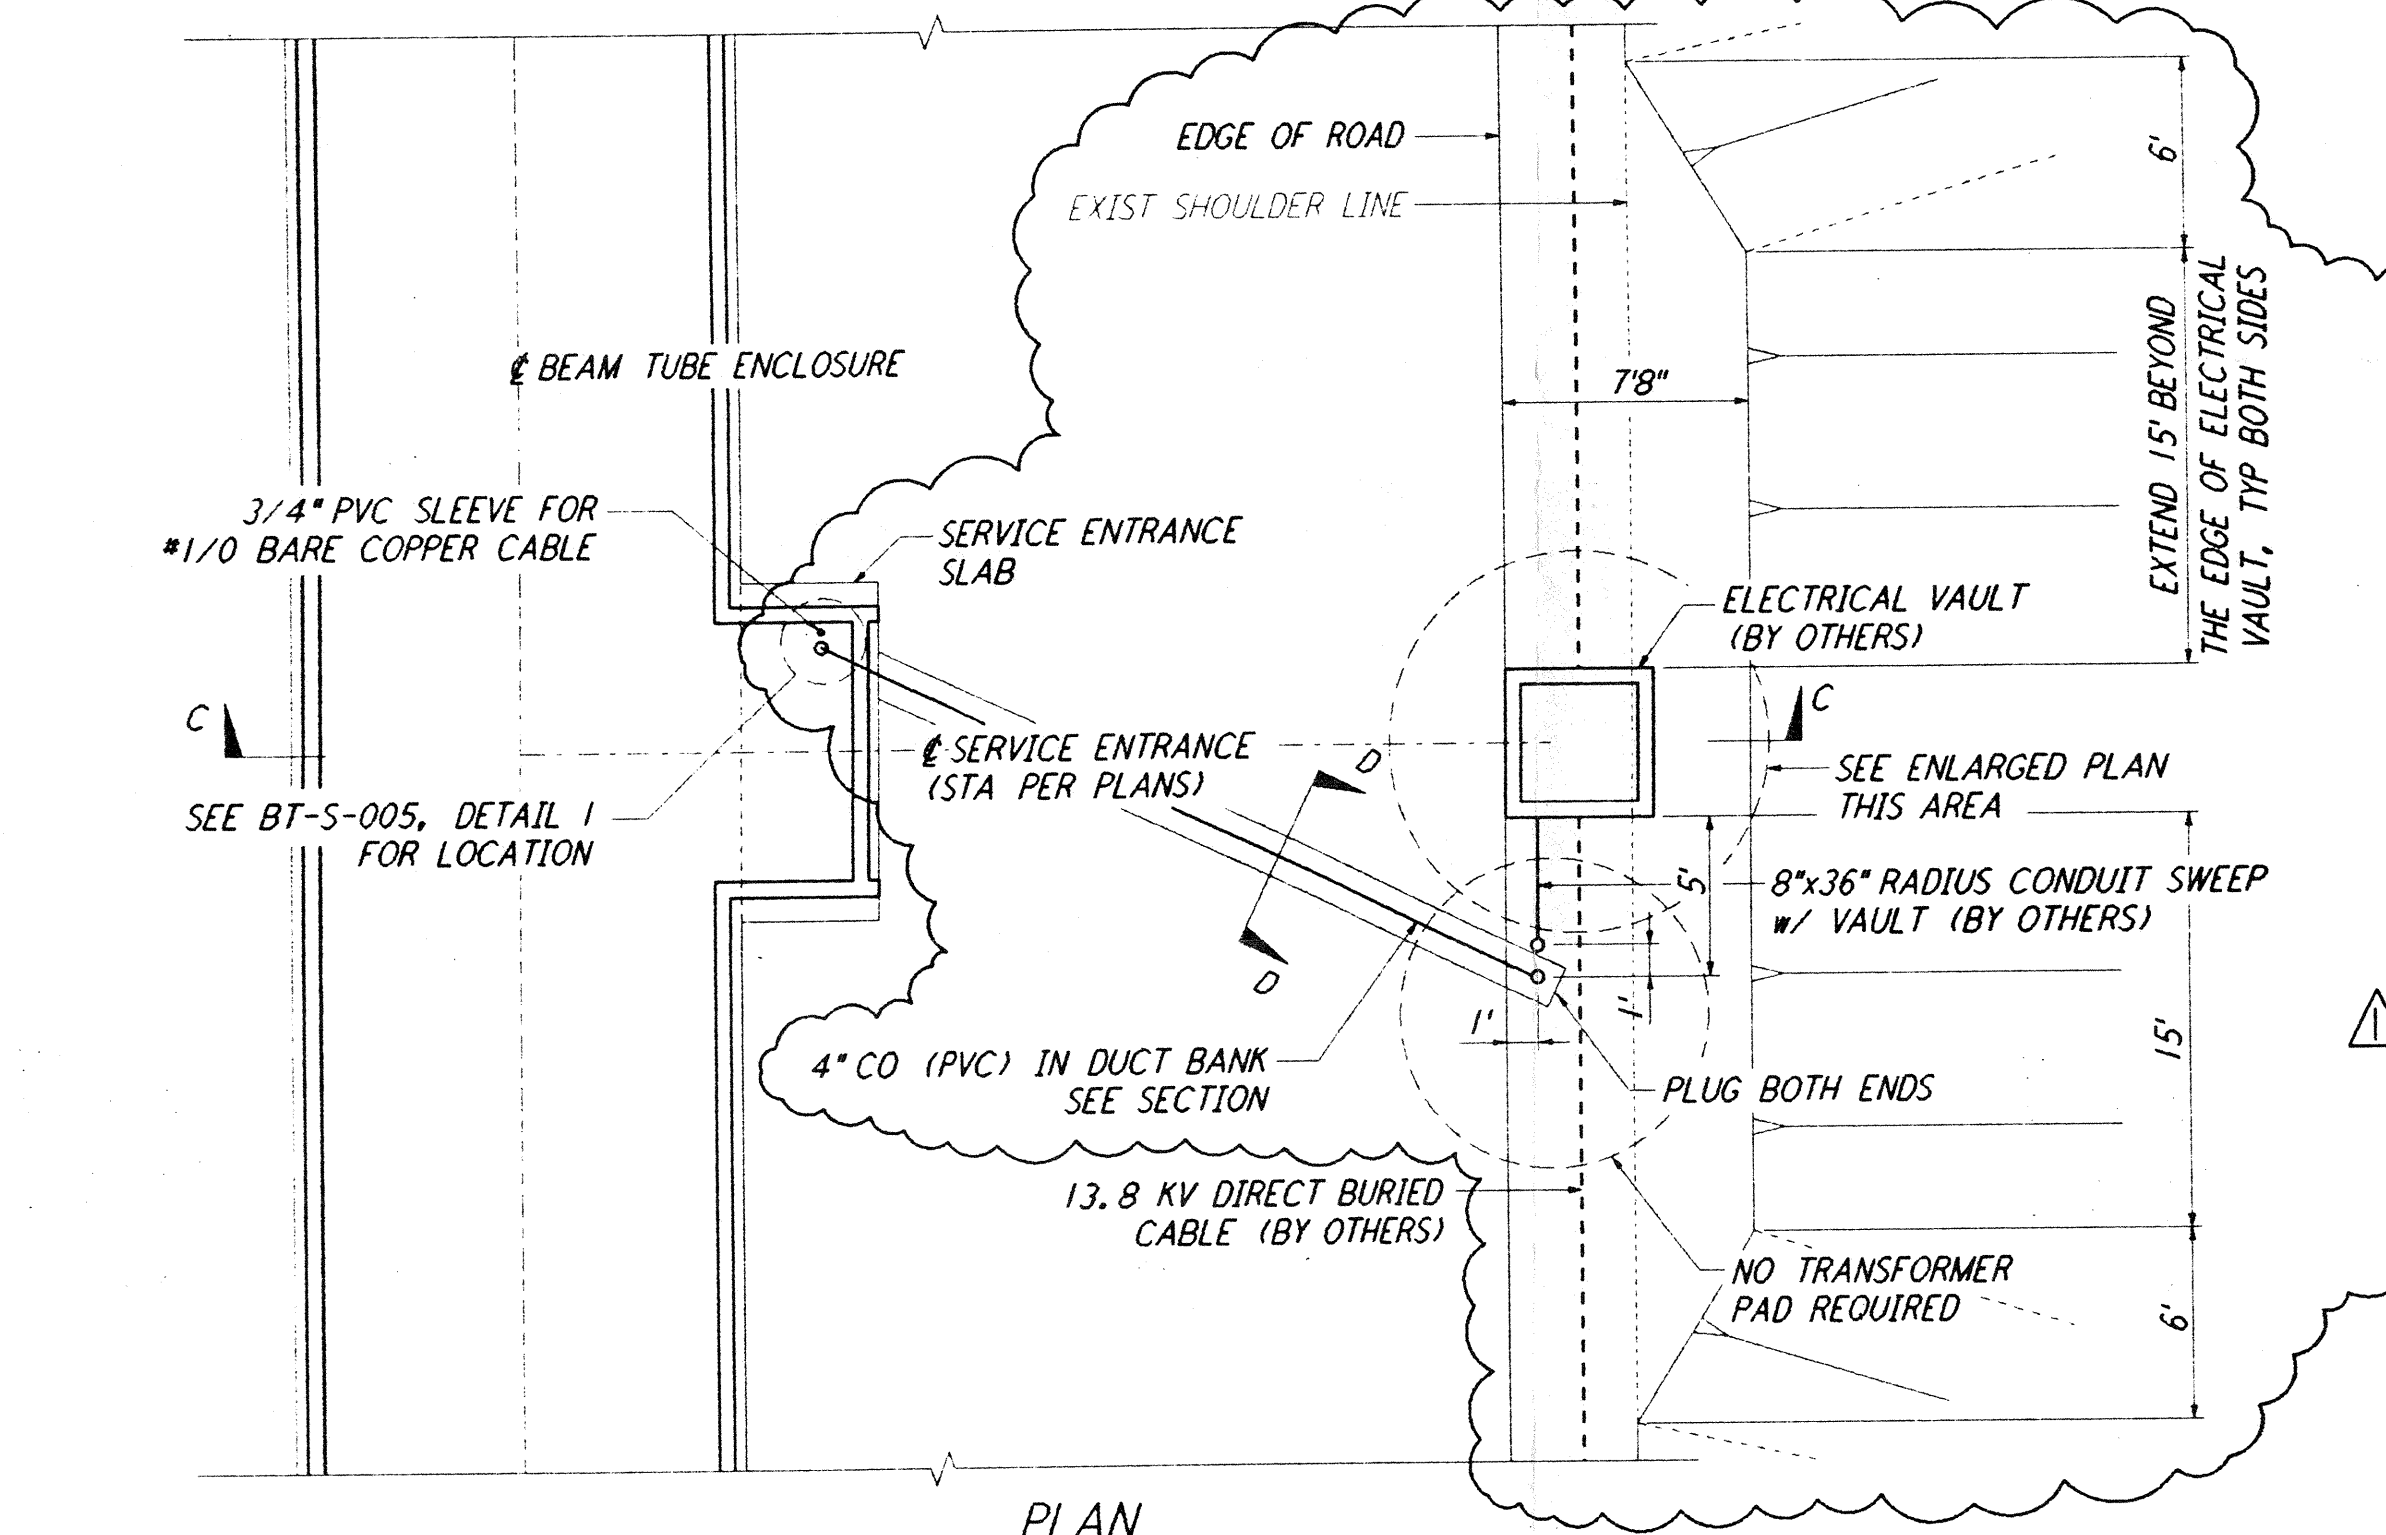 EDGE OF ROAD
EXIST SHOULDER LINE
6'
℄ BEAM TUBE ENCLOSURE
7'8"
EXTEND 15' BEYOND
THE EDGE OF ELECTRICAL
VAULT, TYP BOTH SIDES
3/4" PVC SLEEVE FOR
#1/0 BARE COPPER CABLE
SERVICE ENTRANCE
SLAB
ELECTRICAL VAULT
(BY OTHERS)
C
C
℄ SERVICE ENTRANCE
(STA PER PLANS)
D
SEE ENLARGED PLAN
THIS AREA
SEE BT-S-005, DETAIL 1
FOR LOCATION
5'
8"x36" RADIUS CONDUIT SWEEP
w/ VAULT (BY OTHERS)
D
1'
1'
15'
1
4" CO (PVC) IN DUCT BANK
SEE SECTION
PLUG BOTH ENDS
13.8 KV DIRECT BURIED
CABLE (BY OTHERS)
NO TRANSFORMER
PAD REQUIRED
6'
PLAN